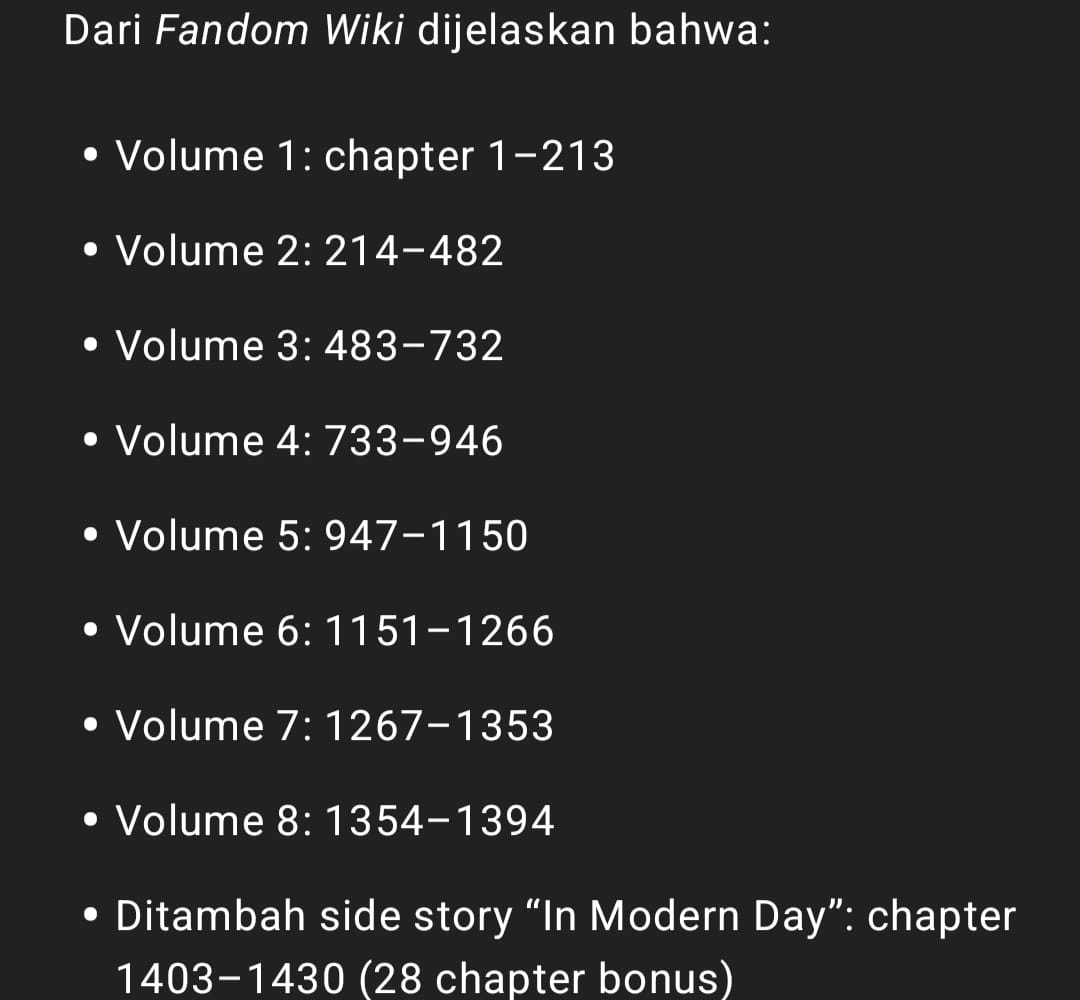 Dari Fandom Wiki dijelaskan bahwa:
• Volume 1: chapter 1–213
• Volume 2: 214–482
• Volume 3: 483–732
• Volume 4: 733–946
• Volume 5: 947–1150
• Volume 6: 1151–1266
• Volume 7: 1267–1353
• Volume 8: 1354–1394
• Ditambah side story “In Modern Day”: chapter
1403–1430 (28 chapter bonus)